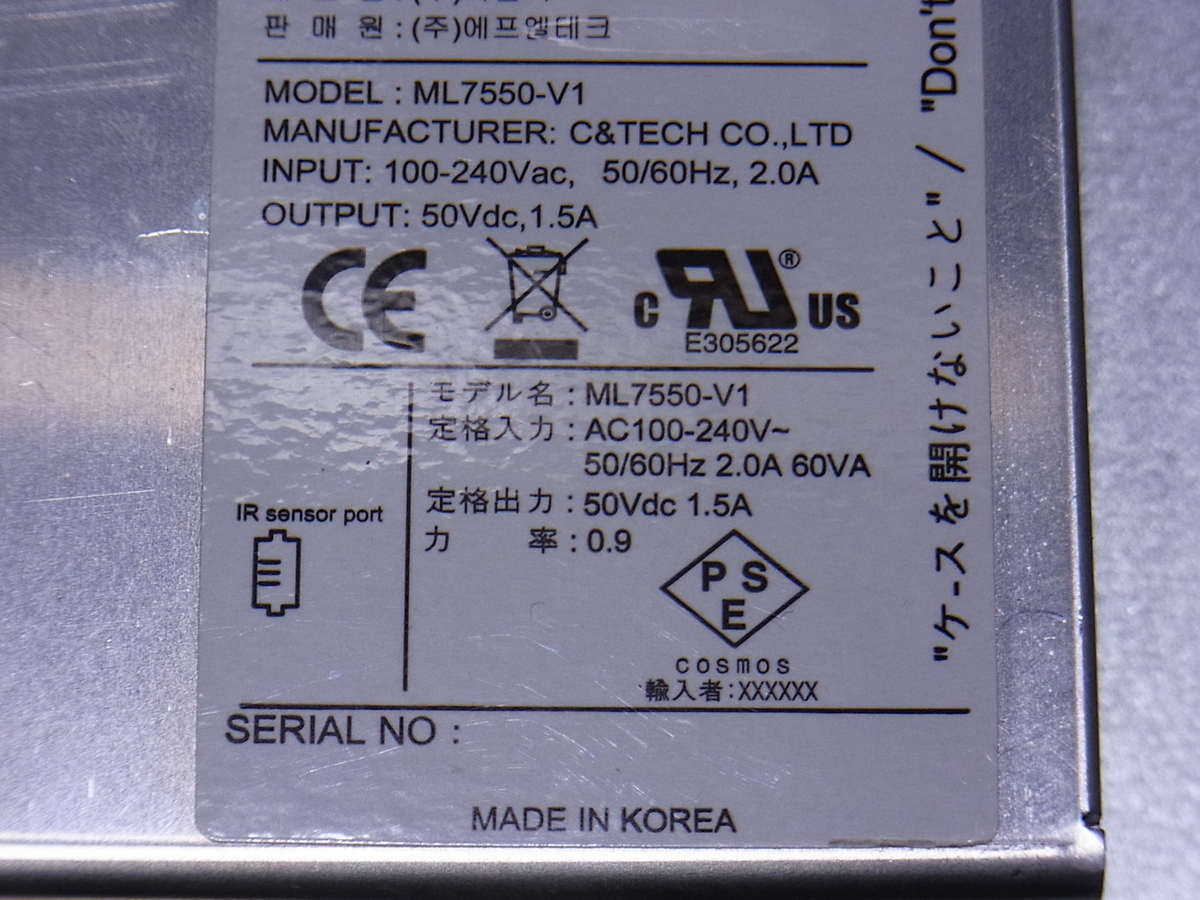 판 매 원 : (주)에프엘테크
MODEL : ML7550-V1
MANUFACTURER: C&TECH CO.,LTD
INPUT: 100-240Vac, 50/60Hz, 2.0A
OUTPUT: 50Vdc,1.5A
CE
C RU ® US
E305622
モデル名 : ML7550-V1
定格入力 : AC100-240V~
50/60Hz 2.0A 60VA
定格出力 : 50Vdc 1.5A
力 率 : 0.9
IR sensor port
P S
E
cosmos
輸入者:XXXXXX
SERIAL NO :
MADE IN KOREA
"ケースを開けないこと" / "Don't